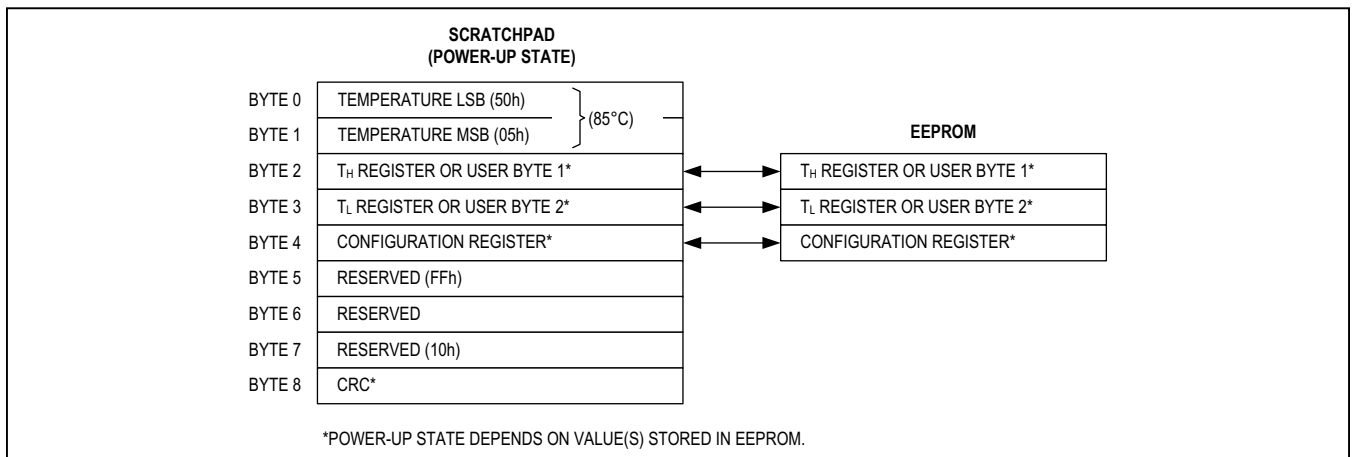 SCRATCHPAD
(POWER-UP STATE)
BYTE 0 TEMPERATURE LSB (50h)
(85°C)
BYTE 1 TEMPERATURE MSB (05h)
EEPROM
BYTE 2 TH REGISTER OR USER BYTE 1* TH REGISTER OR USER BYTE 1*
BYTE 3 TL REGISTER OR USER BYTE 2* TL REGISTER OR USER BYTE 2*
BYTE 4 CONFIGURATION REGISTER* CONFIGURATION REGISTER*
BYTE 5 RESERVED (FFh)
BYTE 6 RESERVED
BYTE 7 RESERVED (10h)
BYTE 8 CRC*
*POWER-UP STATE DEPENDS ON VALUE(S) STORED IN EEPROM.